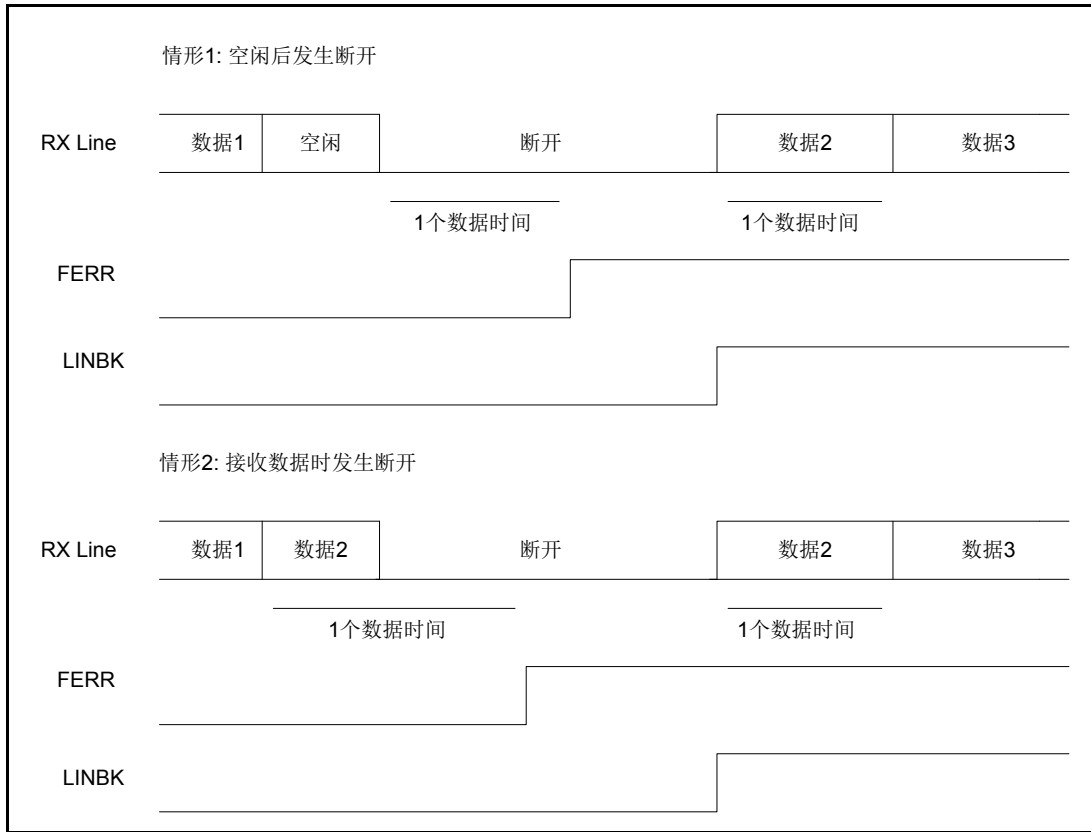 情形1: 空闲后发生断开
RX Line 数据1 空闲 断开 数据2 数据3
1个数据时间 1个数据时间
FERR
LINBK
情形2: 接收数据时发生断开
RX Line 数据1 数据2 断开 数据2 数据3
1个数据时间 1个数据时间
FERR
LINBK